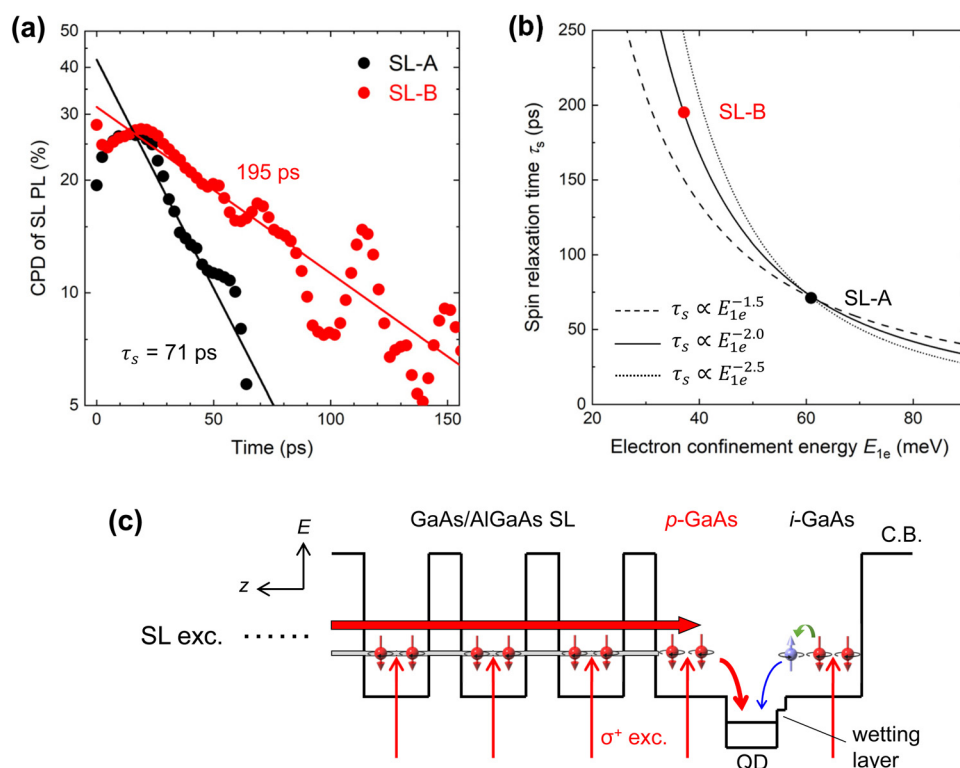 (a)
50
40
30
20
10
5
CPD of SL PL (%)
SL-A
SL-B
195 ps
τs = 71 ps
0
50
100
150
Time (ps)
(b)
250
200
150
100
50
0
Spin relaxation time τs (ps)
SL-B
SL-A
τs ∝ E1e^−1.5
τs ∝ E1e^−2.0
τs ∝ E1e^−2.5
20
40
60
80
Electron confinement energy E1e (meV)
(c)
GaAs/AlGaAs SL
p-GaAs
i-GaAs
C.B.
E
z
SL exc.
σ+ exc.
QD
wetting
layer